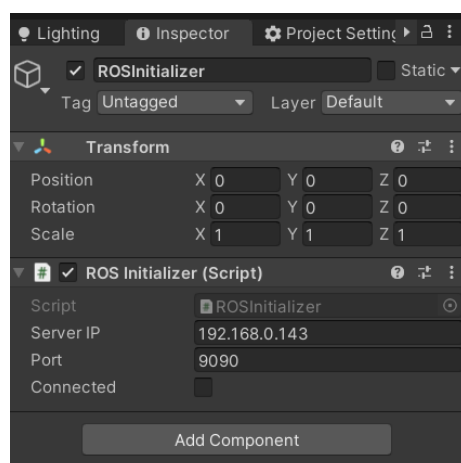 Lighting Inspector Project Setting
ROSInitializer Static
Tag Untagged Layer Default
Transform
Position X 0 Y 0 Z 0
Rotation X 0 Y 0 Z 0
Scale X 1 Y 1 Z 1
# ROS Initializer (Script)
Script # ROSInitializer
Server IP 192.168.0.143
Port 9090
Connected
Add Component